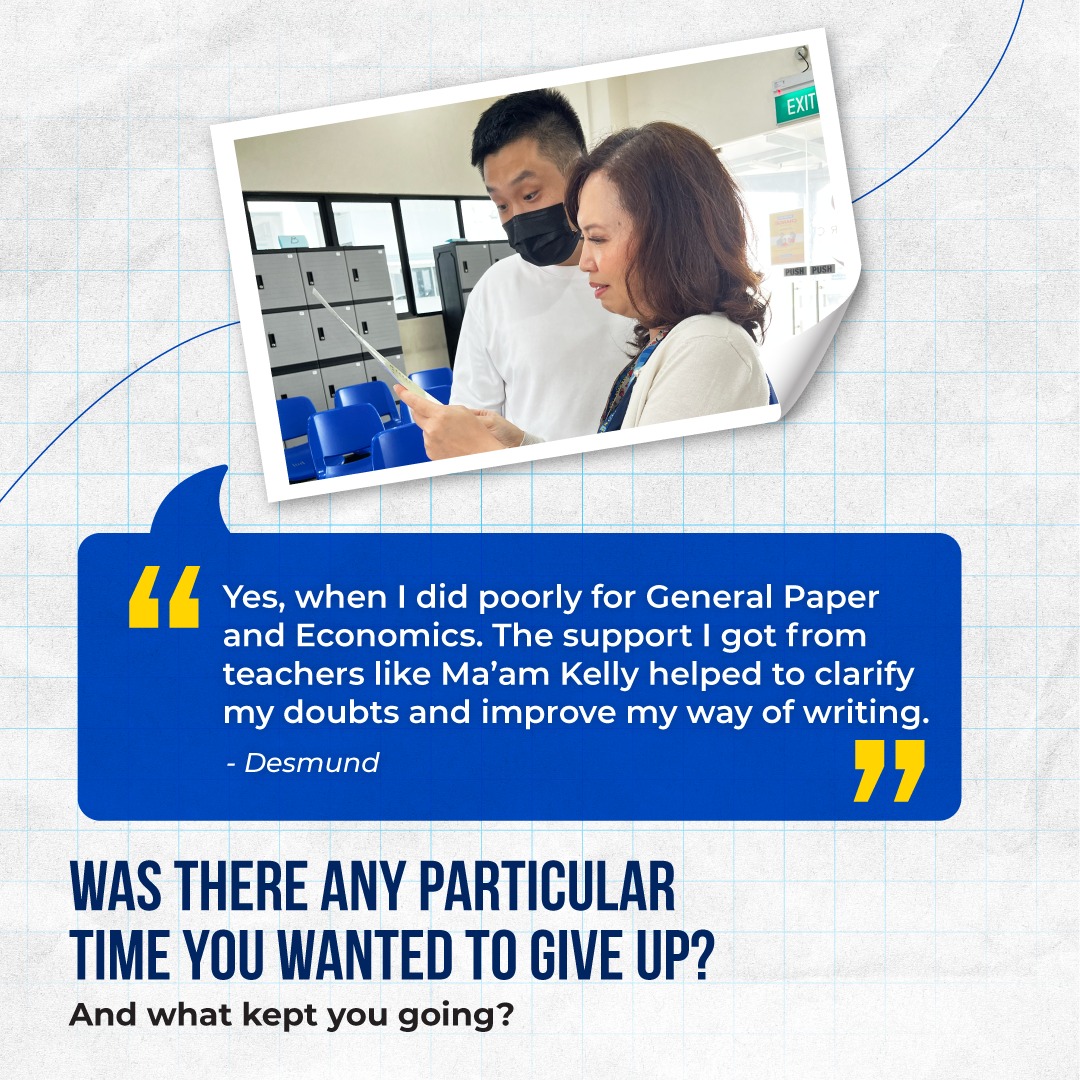 EXIT
PUSH PUSH
“
Yes, when I did poorly for General Paper
and Economics. The support I got from
teachers like Ma’am Kelly helped to clarify
my doubts and improve my way of writing.
”
- Desmund
WAS THERE ANY PARTICULAR
TIME YOU WANTED TO GIVE UP?
And what kept you going?